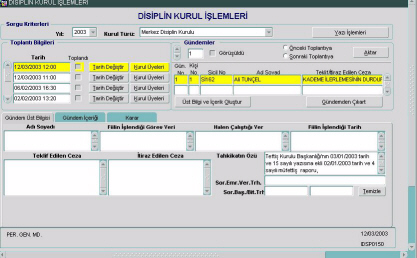 DİSİPLİN KURUL İŞLEMLERİ
DİSİPLİN KURUL İŞLEMLERİ
Sorgu Kriterleri
Yıl: 2003 Kurul Türü: Merkez Disiplin Kurulu Yazı İşlemleri
Toplantı Bilgileri
Tarih Toplandı
12/03/2003 12:00 Tarih Değiştir Kurul Üyeleri
12/03/2003 11:00 Tarih Değiştir Kurul Üyeleri
06/02/2003 16:30 Tarih Değiştir Kurul Üyeleri
02/02/2003 13:20 Tarih Değiştir Kurul Üyeleri
Gündemler
1 Görüşüldü Önceki Toplantıya Sonraki Toplantıya Aktar
Gün. No Kişi No Sicil No Ad Soyad Teklif/İtiraz Edilen Ceza
1 1 SI162 Ali TUNÇEL KADEME İLERLEMESİNİN DURDUR
Üst Bilgi ve İçerik Oluştur Gündemden Çıkart
Gündem Üst Bilgisi Gündem İçeriği Karar
Adı Soyadı Fiilin İşlendiği Görev Yeri Halen Çalıştığı Yer Fiilin İşlendiği Tarih
Teklif Edilen Ceza İtiraz Edilen Ceza Tahkikatın Özü
Teftiş Kurulu Başkanlığı'nın 03/01/2003 tarih
ve 15 sayılı yazısına ekli 02/01/2003 tarih ve 4
sayılı müfettiş raporu,
Sor.Emr.Ver.Trh.
Sor.Baş./Bit.Trh Temizle
PER. GEN. MD. 12/03/2003
IDSP0150